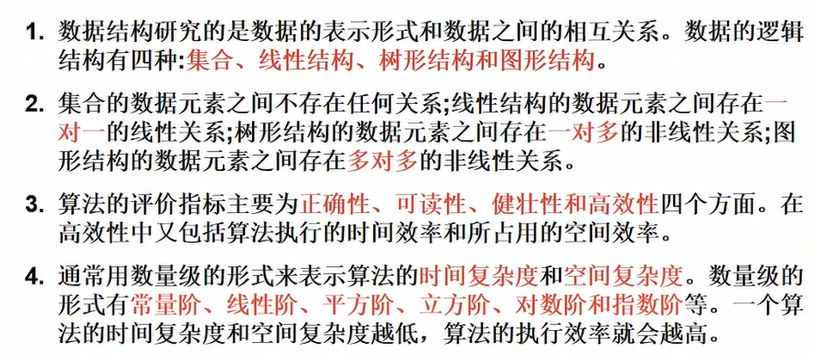 1. 数据结构研究的是数据的表示形式和数据之间的相互关系。数据的逻辑
结构有四种:集合、线性结构、树形结构和图形结构。
2. 集合的数据元素之间不存在任何关系;线性结构的数据元素之间存在一
对一的线性关系;树形结构的数据元素之间存在一对多的非线性关系;图
形结构的数据元素之间存在多对多的非线性关系。
3. 算法的评价指标主要为正确性、可读性、健壮性和高效性四个方面。在
高效性中又包括算法执行的时间效率和所占用的空间效率。
4. 通常用数量级的形式来表示算法的时间复杂度和空间复杂度。数量级的
形式有常量阶、线性阶、平方阶、立方阶、对数阶和指数阶等。一个算
法的时间复杂度和空间复杂度越低，算法的执行效率就会越高。